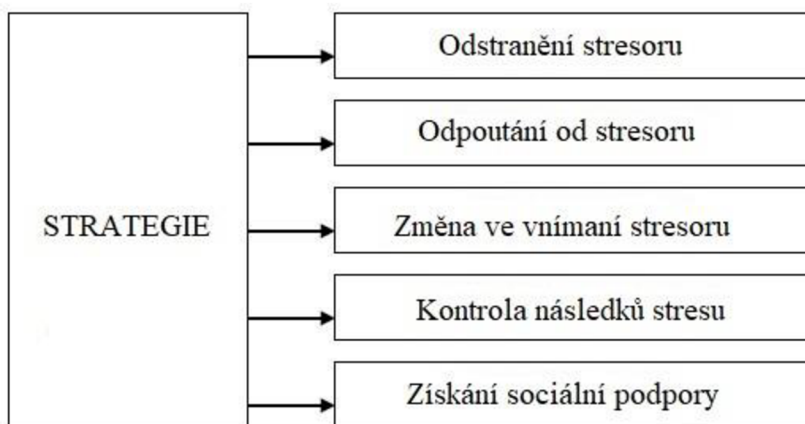 Odstranění stresoru
Odpoutání od stresoru
STRATEGIE
Změna ve vnímaní stresoru
Kontrola následků stresu
Získání sociální podpory